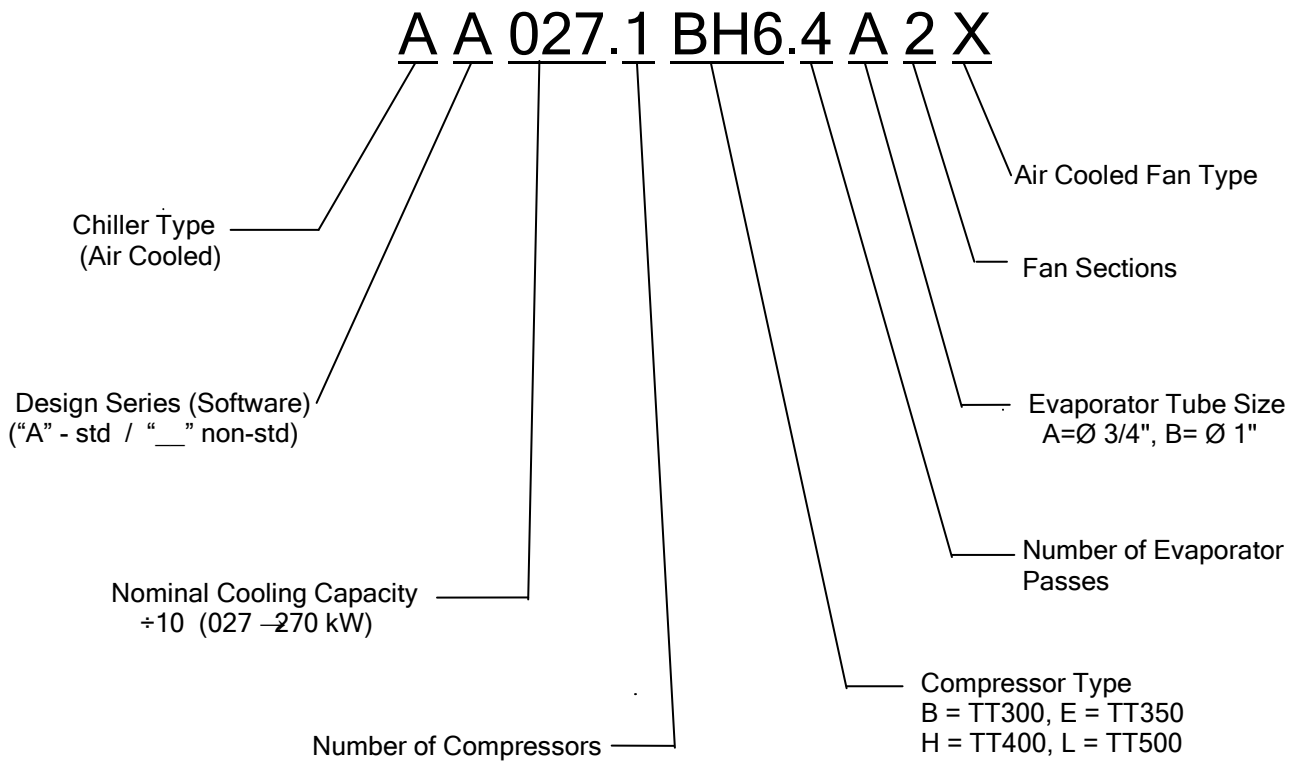 A A 027.1 BH6.4 A 2 X
Air Cooled Fan Type
Chiller Type
(Air Cooled)
Fan Sections
Design Series (Software)
("A" - std / "__" non-std)
Evaporator Tube Size
A=Ø 3/4", B= Ø 1"
Number of Evaporator
Passes
Nominal Cooling Capacity
÷10 (027 →270 kW)
Compressor Type
B = TT300, E = TT350
H = TT400, L = TT500
Number of Compressors